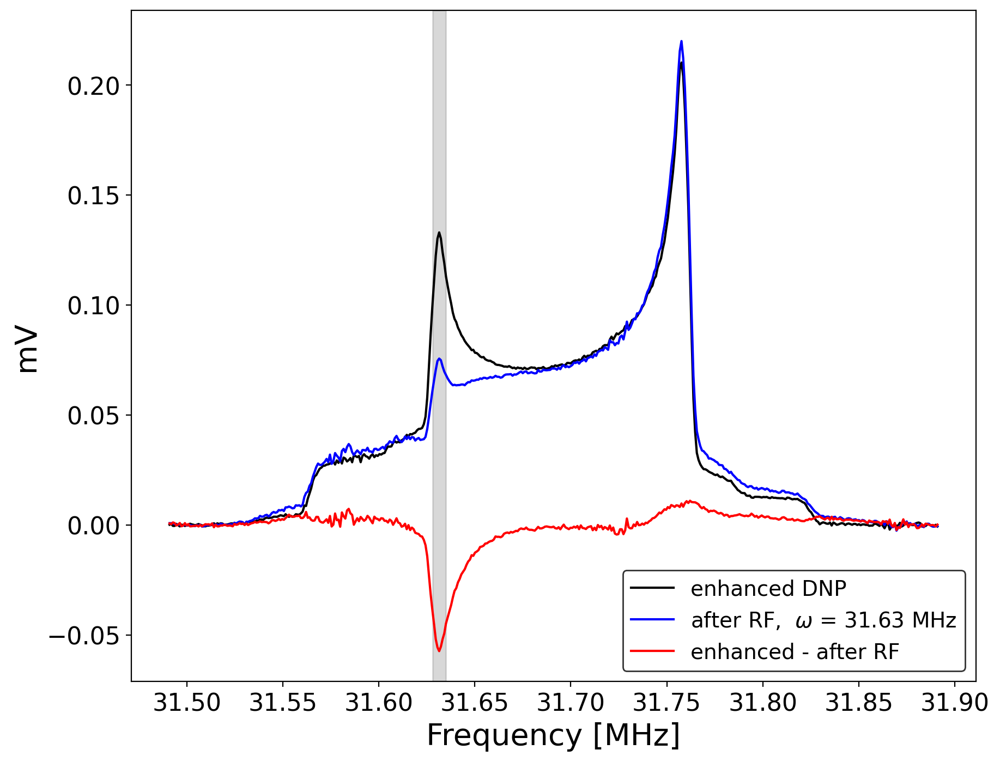 0.20
0.15
0.10
0.05
0.00
−0.05
mV
31.50 31.55 31.60 31.65 31.70 31.75 31.80 31.85 31.90
Frequency [MHz]
enhanced DNP
after RF, ω = 31.63 MHz
enhanced - after RF